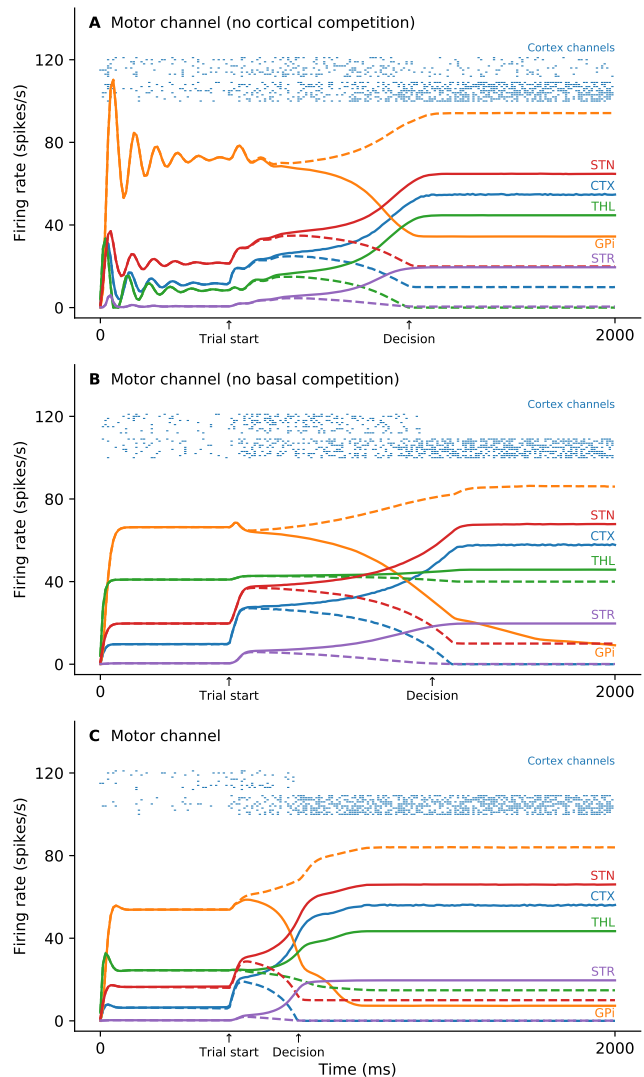 A Motor channel (no cortical competition)
Cortex channels
120
80
40
0
Firing rate (spikes/s)
STN
CTX
THL
GPi
STR
0
2000
↑
Trial start
↑
Decision
B Motor channel (no basal competition)
Cortex channels
120
80
40
0
Firing rate (spikes/s)
STN
CTX
THL
STR
GPi
0
2000
↑
Trial start
↑
Decision
C Motor channel
Cortex channels
120
80
40
0
Firing rate (spikes/s)
STN
CTX
THL
STR
GPi
0
2000
↑
Trial start
↑
Decision
Time (ms)